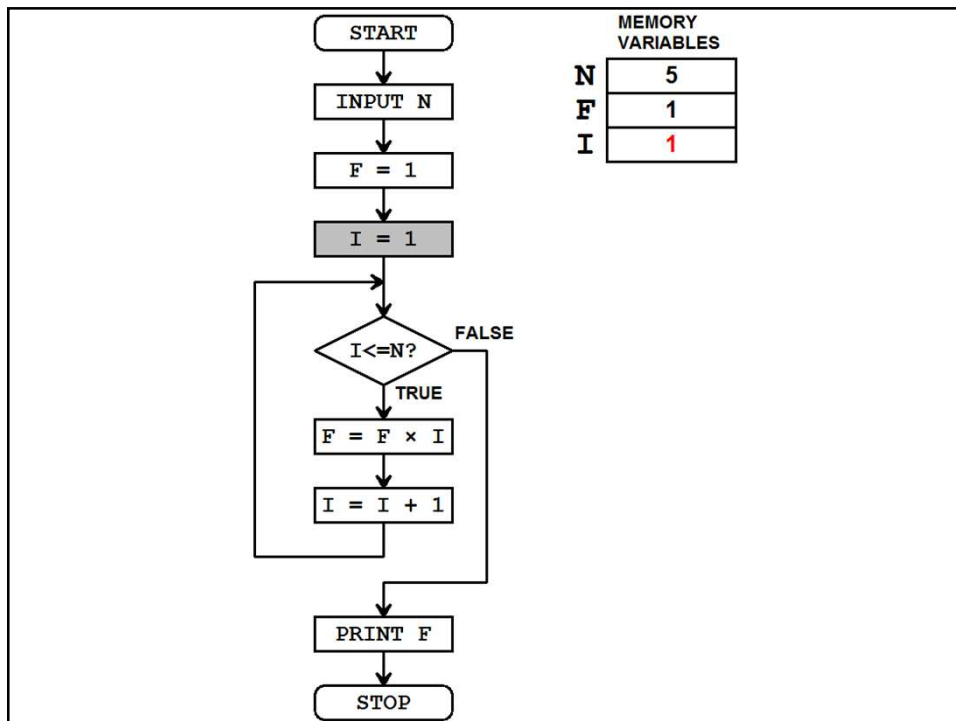 START
INPUT N
F = 1
I = 1
I<=N?
FALSE
TRUE
F = F × I
I = I + 1
PRINT F
STOP
MEMORY
VARIABLES
N 5
F 1
I 1